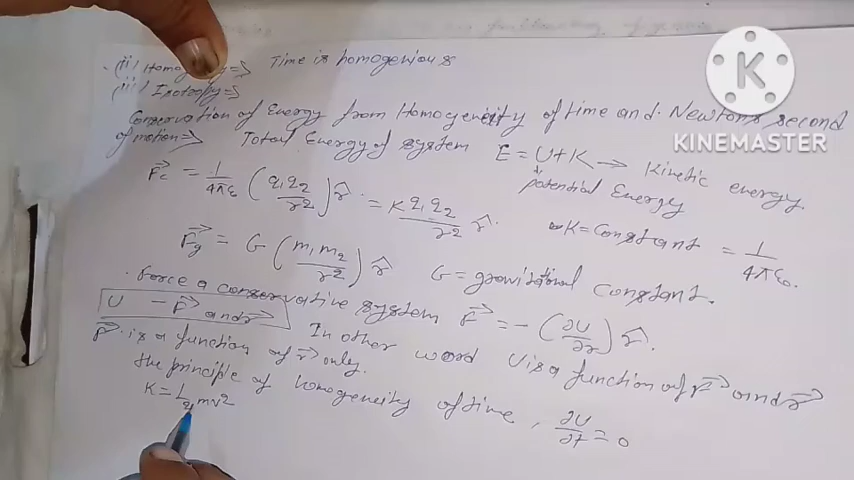 (ii) Homogeneity ⇒ Time is homogenious
(iii) Isotropy ⇒
Conservation of Energy from Homogeneity of time and Newton's second
of motion ⇒ Total Energy of system E = U + K → Kinetic energy.
↓ potential Energy
F⃗c = 1/4πε₀ (q₁q₂/r²) r̂ = K q₁q₂/r² r̂. K = Constant = 1/4πε₀.
F⃗g = G (m₁m₂/r²) r̂ G = gravitational constant.
Force a conservative system F⃗ = - (∂U/∂r) r̂.
U - F⃗ and r⃗ In other word U is a function of F⃗ and r⃗
F⃗ is a function of r⃗ only.
the principle of homogeneity of time, ∂U/∂t = 0
K = 1/2 mv²
K
KINEMASTER